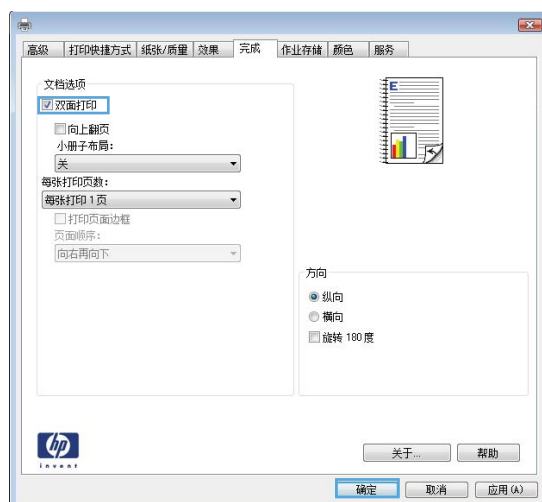 高级 打印快捷方式 纸张/质量 效果 完成 作业存储 颜色 服务
文档选项
双面打印
向上翻页
小册子布局:
关
每张打印页数:
每张打印 1 页
打印页面边框
页面顺序:
向右再向下
E
方向
纵向
横向
旋转 180 度
hp
invent
关于... 帮助
确定 取消 应用(A)